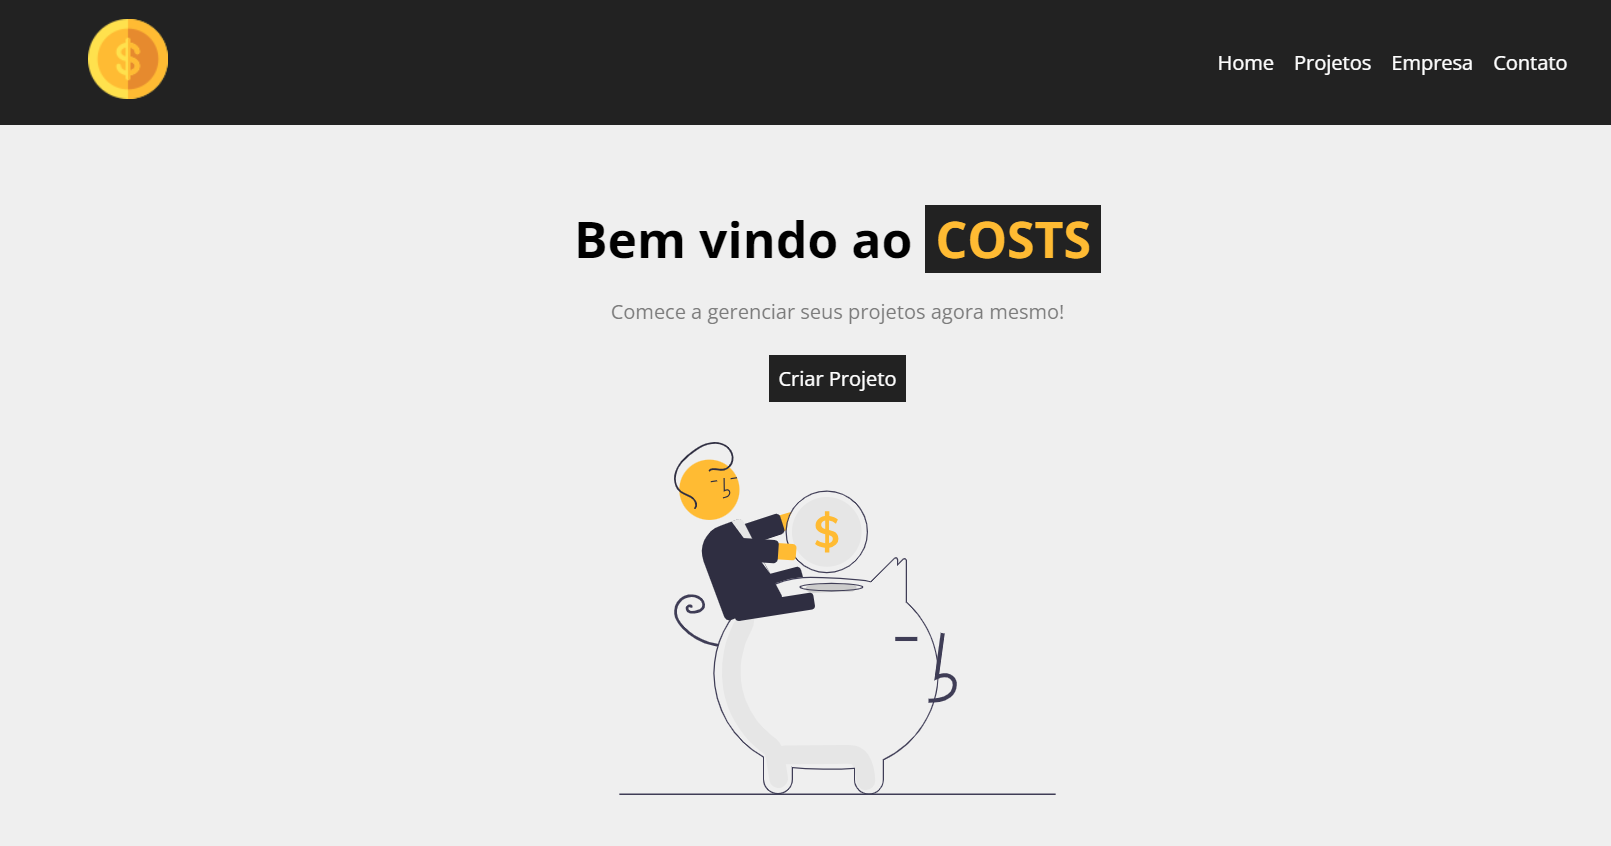 $
Home Projetos Empresa Contato
Bem vindo ao COSTS
Comece a gerenciar seus projetos agora mesmo!
Criar Projeto
$